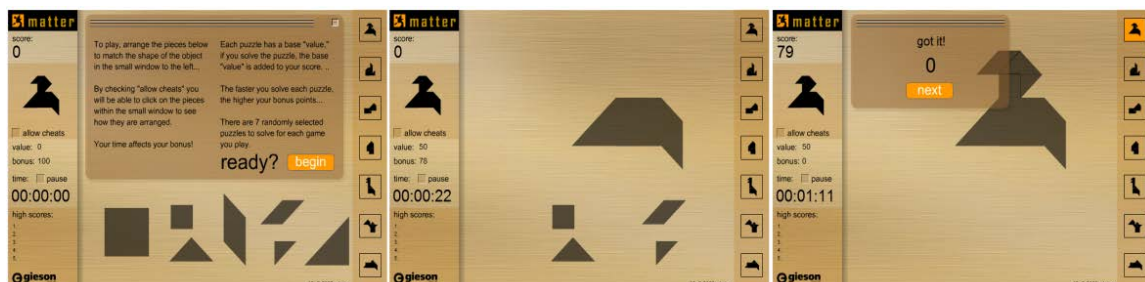 matter
score:
0
To play, arrange the pieces below
to match the shape of the object
in the small window to the left...
By checking "allow cheats" you
will be able to click on the pieces
within the small window to see
how they are arranged.
Your time affects your bonus!
Each puzzle has a base "value,"
if you solve the puzzle, the base
"value" is added to your score. ..
The faster you solve each puzzle,
the higher your bonus points...
There are 7 randomly selected
puzzles to solve for each game
you play.
ready? begin
allow cheats
value: 0
bonus: 100
time: pause
00:00:00
high scores:
1.
2.
3.
4.
5.
gieson
matter
score:
0
allow cheats
value: 50
bonus: 78
time: pause
00:00:22
high scores:
1.
2.
3.
4.
5.
gieson
matter
score:
79
got it!
0
next
allow cheats
value: 50
bonus: 0
time: pause
00:01:11
high scores:
1.
2.
3.
4.
5.
gieson